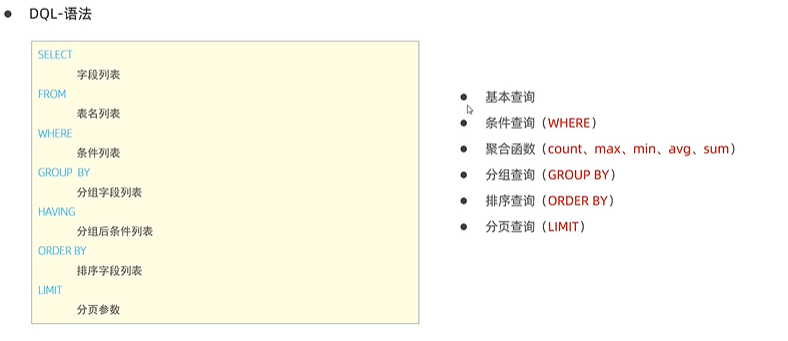 DQL-语法
SELECT
字段列表
FROM
表名列表
WHERE
条件列表
GROUP BY
分组字段列表
HAVING
分组后条件列表
ORDER BY
排序字段列表
LIMIT
分页参数
基本查询
条件查询（WHERE）
聚合函数（count、max、min、avg、sum）
分组查询（GROUP BY）
排序查询（ORDER BY）
分页查询（LIMIT）